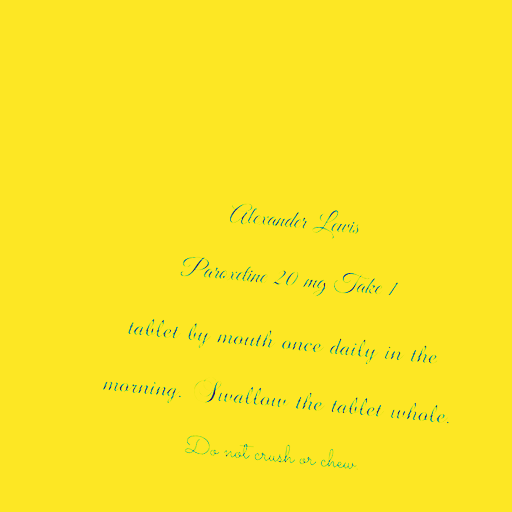 Alexander Lewis
Paroxetine 20 mg Take 1
tablet by mouth once daily in the
morning. Swallow the tablet whole.
Do not crush or chew